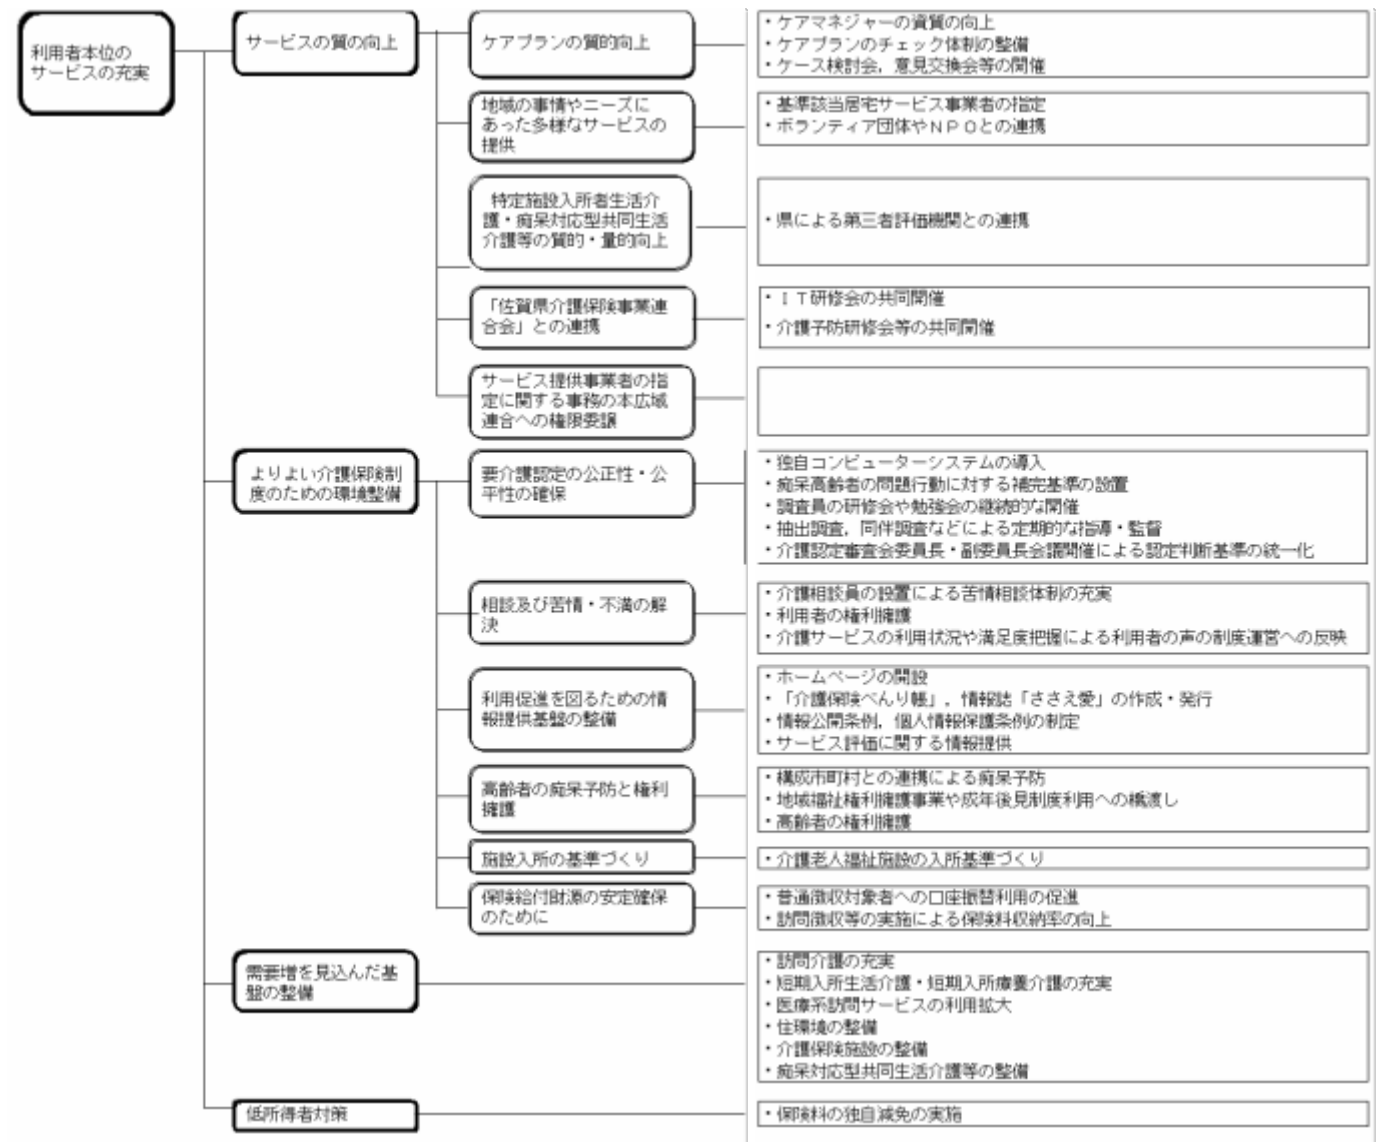 利用者本位の
サービスの充実
サービスの質の向上
ケアプランの質的向上
・ケアマネジャーの資質の向上
・ケアプランのチェック体制の整備
・ケース検討会，意見交換会等の開催
地域の事情やニーズに
あった多様なサービスの
提供
・基準該当居宅サービス事業者の指定
・ボランティア団体やＮＰＯとの連携
特定施設入所者生活介
護・痴呆対応型共同生活
介護等の質的・量的向上
・県による第三者評価機関との連携
「佐賀県介護保険事業連
合会」との連携
・ＩＴ研修会の共同開催
・介護予防研修会等の共同開催
サービス提供事業者の指
定に関する事務の本広域
連合への権限委譲
よりよい介護保険制
度のための環境整備
要介護認定の公正性・公
平性の確保
・独自コンピューターシステムの導入
・痴呆高齢者の問題行動に対する補完基準の設置
・調査員の研修会や勉強会の継続的な開催
・抽出調査，同伴調査などによる定期的な指導・監督
・介護認定審査会委員長・副委員長会議開催による認定判断基準の統一化
相談及び苦情・不満の解
決
・介護相談員の設置による苦情相談体制の充実
・利用者の権利擁護
・介護サービスの利用状況や満足度把握による利用者の声の制度運営への反映
利用促進を図るための情
報提供基盤の整備
・ホームページの開設
・「介護保険べんり帳」，情報誌「ささえ愛」の作成・発行
・情報公開条例，個人情報保護条例の制定
・サービス評価に関する情報提供
高齢者の痴呆予防と権利
擁護
・構成市町村との連携による痴呆予防
・地域福祉権利擁護事業や成年後見制度利用への橋渡し
・高齢者の権利擁護
施設入所の基準づくり
・介護老人福祉施設の入所基準づくり
保険給付財源の安定確保
のために
・普通徴収対象者への口座振替利用の促進
・訪問徴収等の実施による保険料収納率の向上
需要増を見込んだ基
盤の整備
・訪問介護の充実
・短期入所生活介護・短期入所療養介護の充実
・医療系訪問サービスの利用拡大
・住環境の整備
・介護保険施設の整備
・痴呆対応型共同生活介護等の整備
低所得者対策
・保険料の独自減免の実施